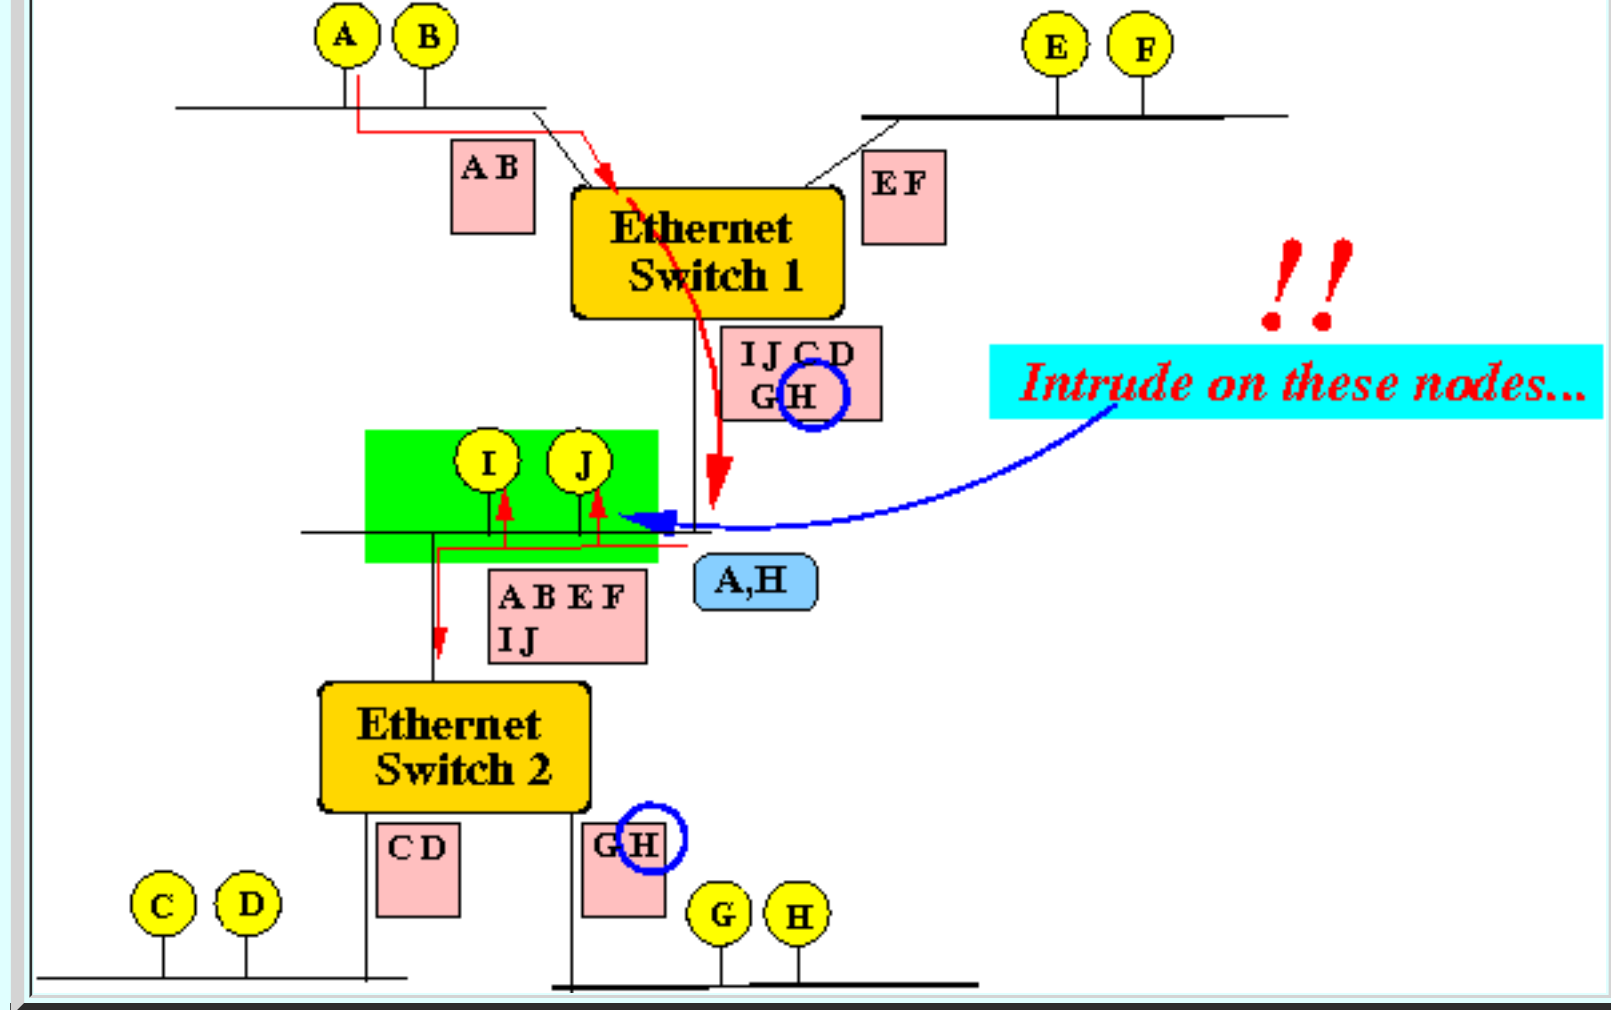 A B
E F
A B
E F
Ethernet
Switch 1
!!
I J C D
G H
Intrude on these nodes...
I J
A,H
A B E F
I J
Ethernet
Switch 2
C D
G H
C D
G H